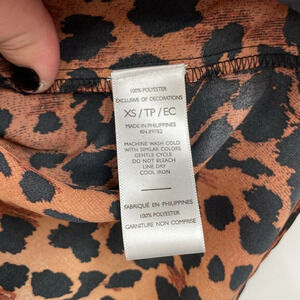 100% POLYESTER
EXCLUSIVE OF DECORATIONS
XS / TP / EC
MADE IN PHILIPPINES
RN 89782
MACHINE WASH COLD
WITH SIMILAR COLORS
GENTLE CYCLE
DO NOT BLEACH
LINE DAY
COOL IRON
FABRIQUÉ EN PHILIPPINES
100% POLYESTER
GARNITURE NON COMPRISE